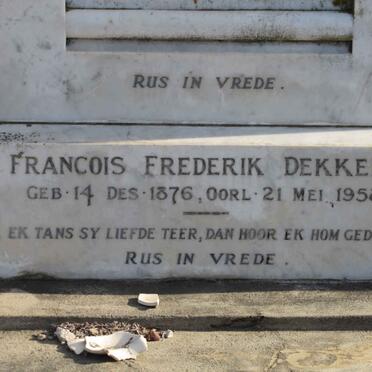 RUS IN VREDE.
FRANCOIS FREDERIK DEKKE
GEB·14 DES·1876, OORL·21 MEI 195
EK TANS SY LIEFDE TEER, DAN HOOR EK HOM GED
RUS IN VREDE.